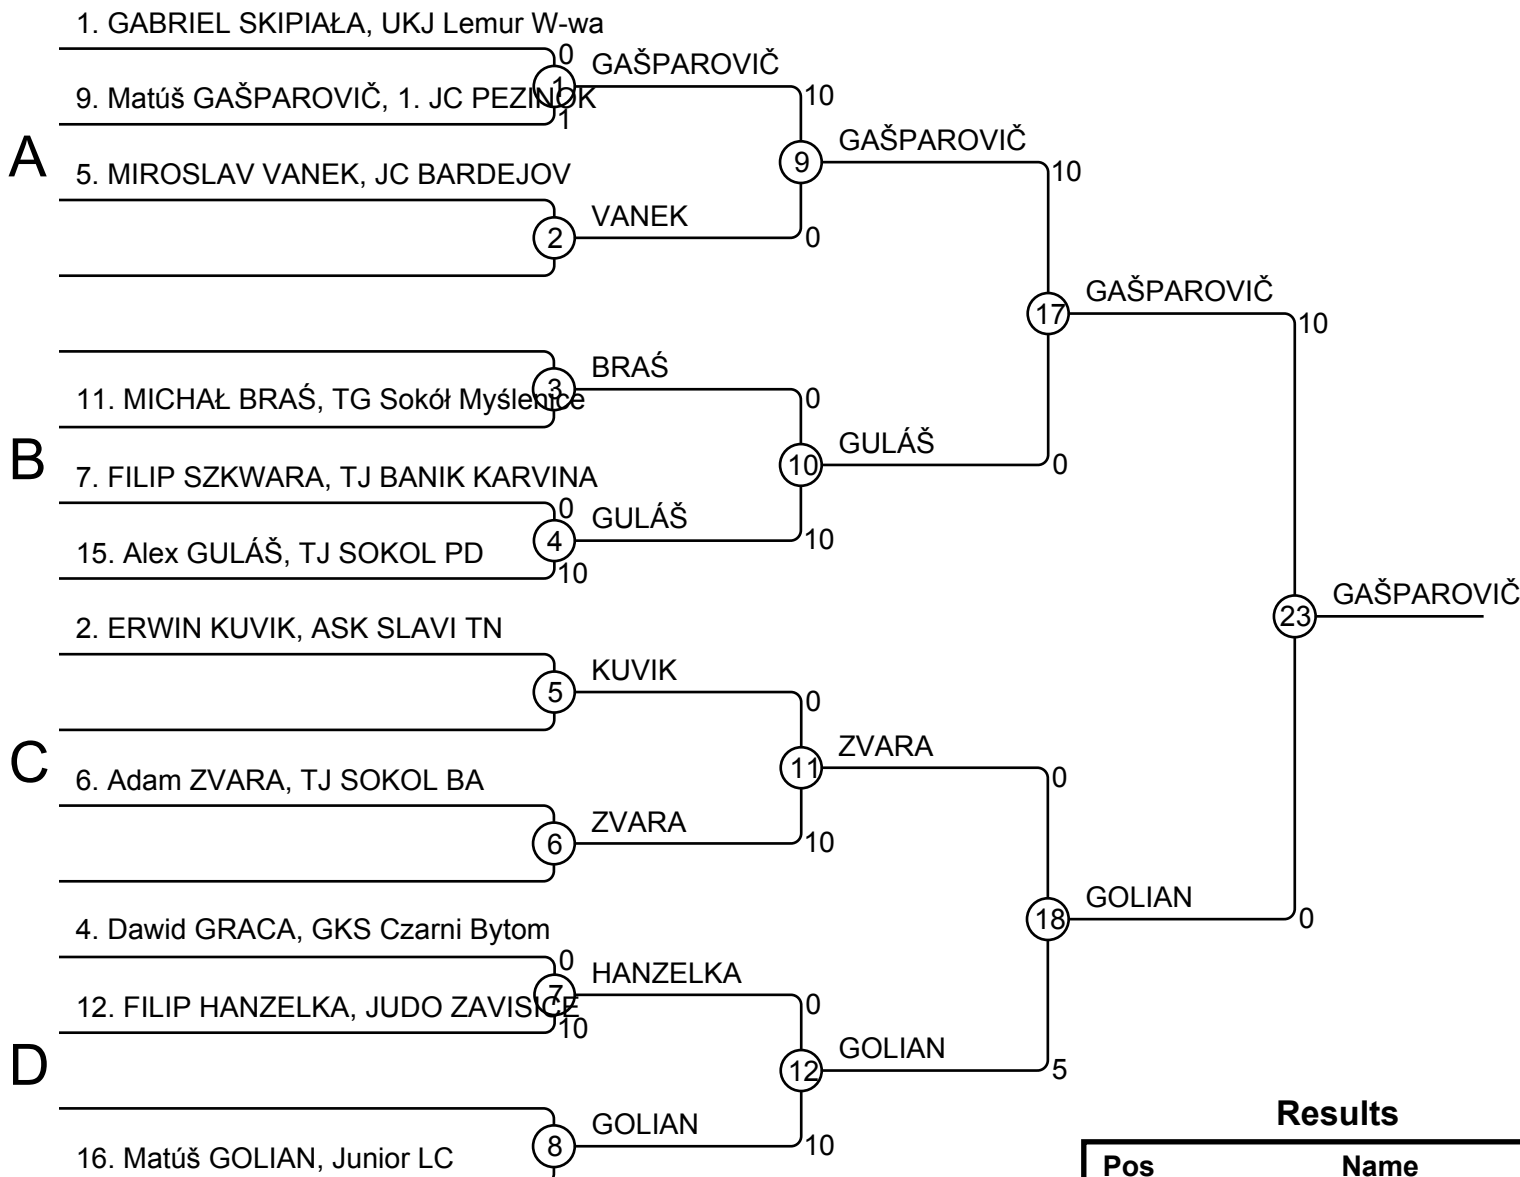 1. GABRIEL SKIPIAŁA, UKJ Lemur W-wa
0
1
GAŠPAROVIČ
9. Matúš GAŠPAROVIČ, 1. JC PEZINOK
1
10
A
9
GAŠPAROVIČ
10
5. MIROSLAV VANEK, JC BARDEJOV
2
VANEK
0
17
GAŠPAROVIČ
10
3
BRAŚ
11. MICHAŁ BRAŚ, TG Sokół Myślenice
0
B
10
GULÁŠ
0
7. FILIP SZKWARA, TJ BANIK KARVINA
0
4
GULÁŠ
10
15. Alex GULÁŠ, TJ SOKOL PD
10
23
GAŠPAROVIČ
2. ERWIN KUVIK, ASK SLAVI TN
5
KUVIK
0
C
11
ZVARA
0
6. Adam ZVARA, TJ SOKOL BA
6
ZVARA
10
18
GOLIAN
0
4. Dawid GRACA, GKS Czarni Bytom
0
7
HANZELKA
12. FILIP HANZELKA, JUDO ZAVISICE
10
0
D
12
GOLIAN
5
8
GOLIAN
10
16. Matúš GOLIAN, Junior LC
Results
Pos Name